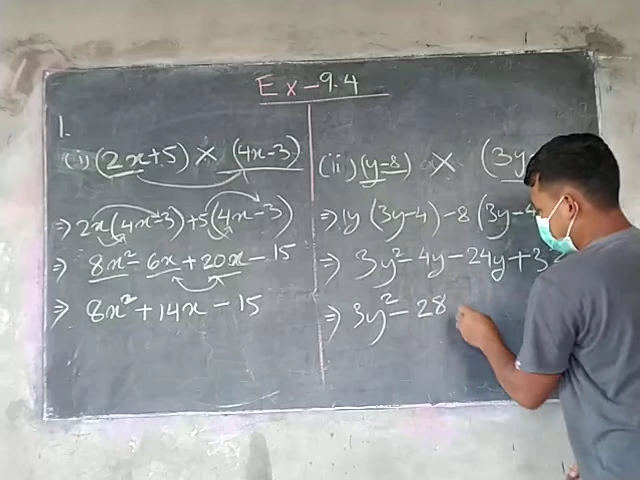 Ex-9.4
1.
(i) (2x+5) × (4x-3)
⇒ 2x(4x-3)+5(4x-3)
⇒ 8x²-6x+20x-15
⇒ 8x²+14x-15
(ii) (y-8) × (3y
⇒ 1y (3y-4)-8 (3y-4
⇒ 3y²-4y-24y+3
⇒ 3y²-28